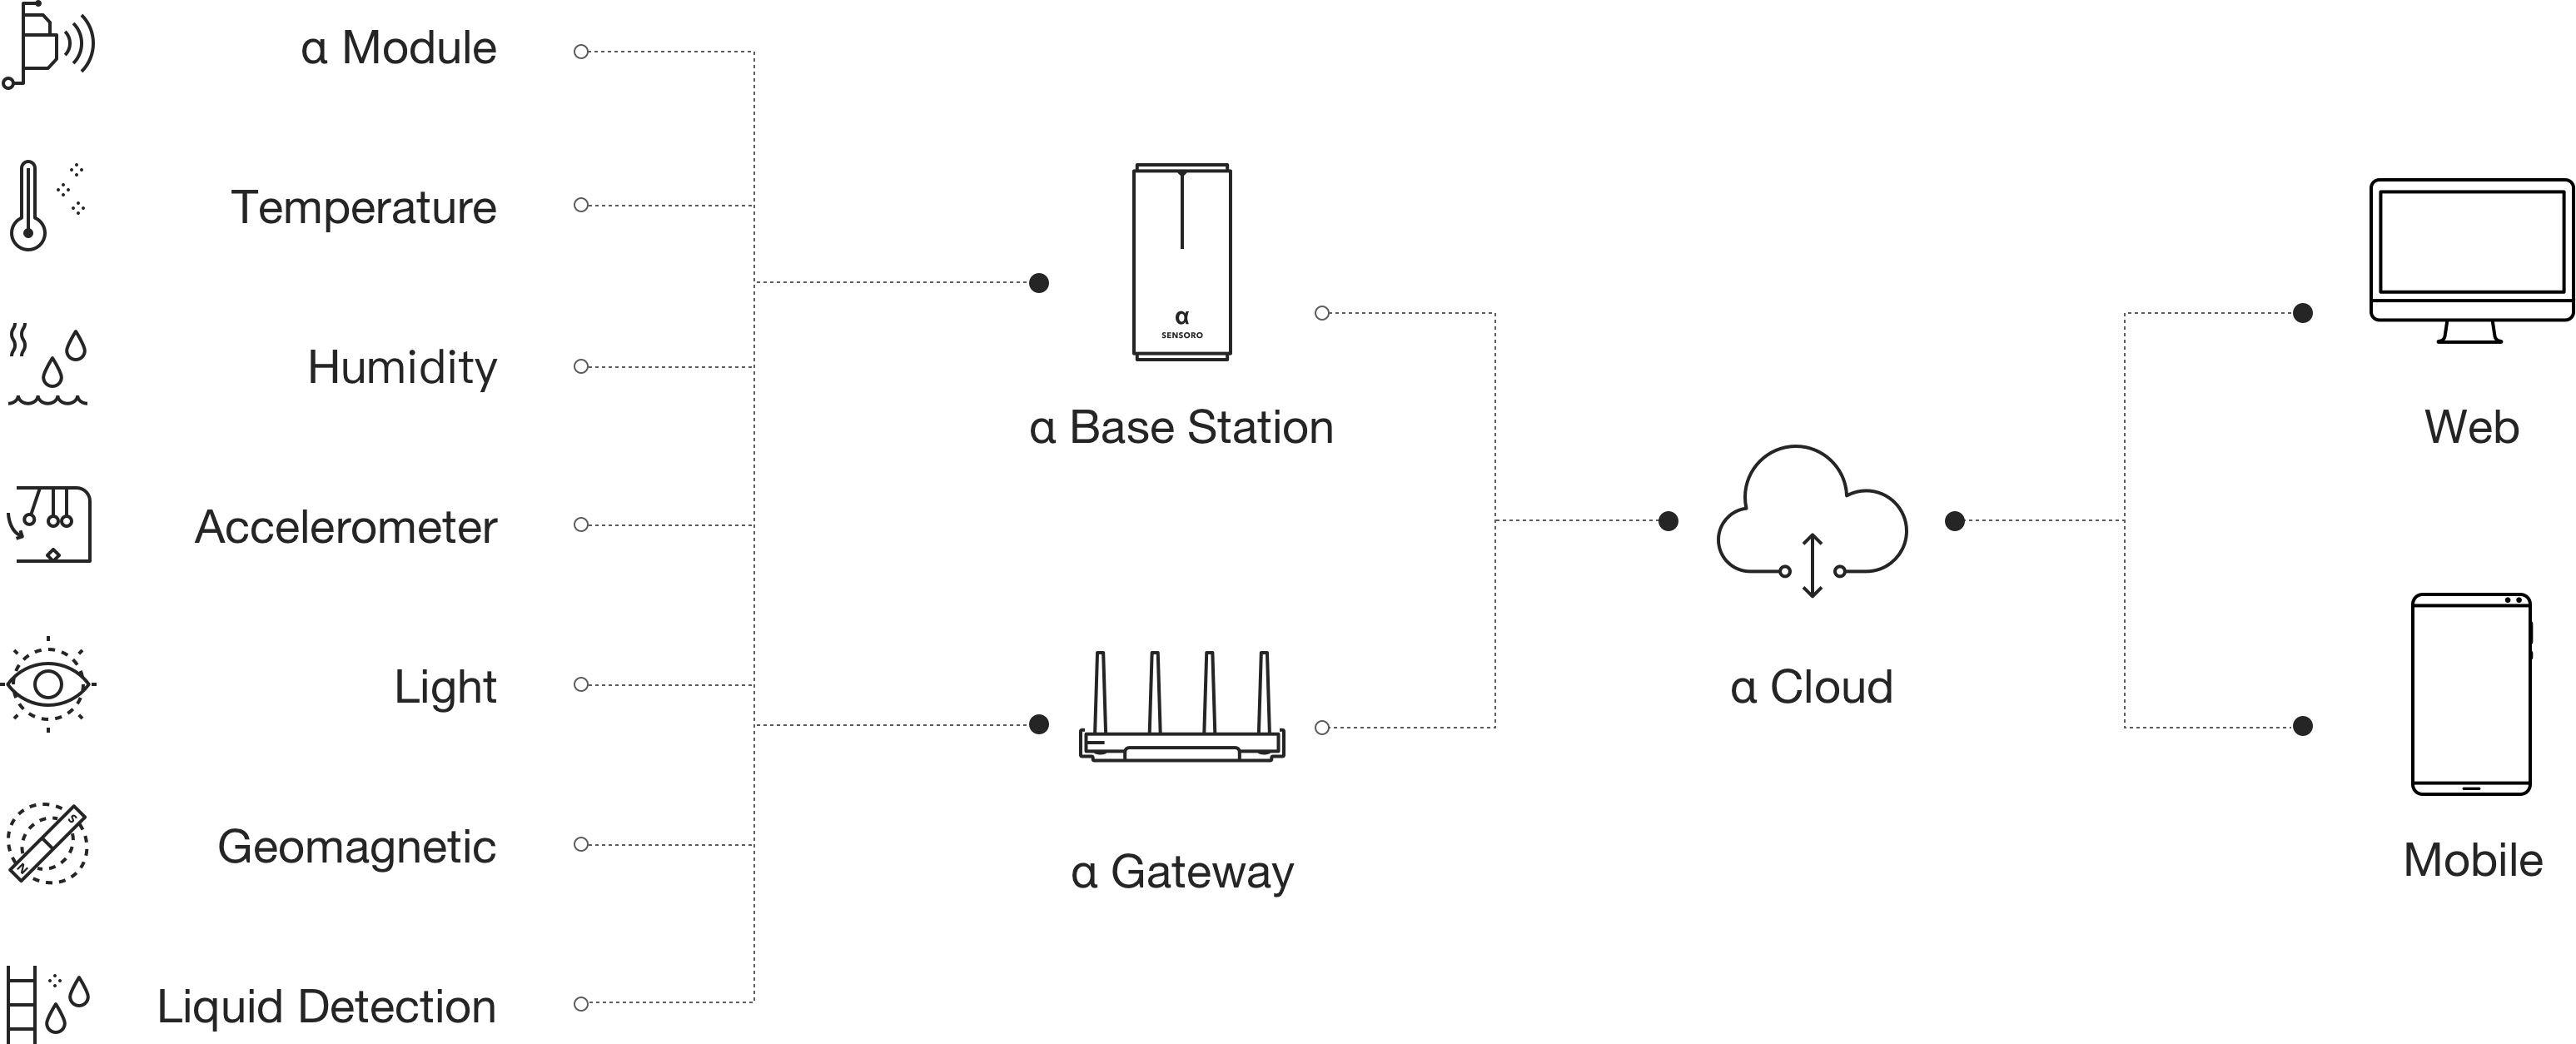 α Module
Temperature
Humidity
Accelerometer
Light
Geomagnetic
Liquid Detection
α
SENSORO
α Base Station
α Gateway
α Cloud
Web
Mobile
S
N